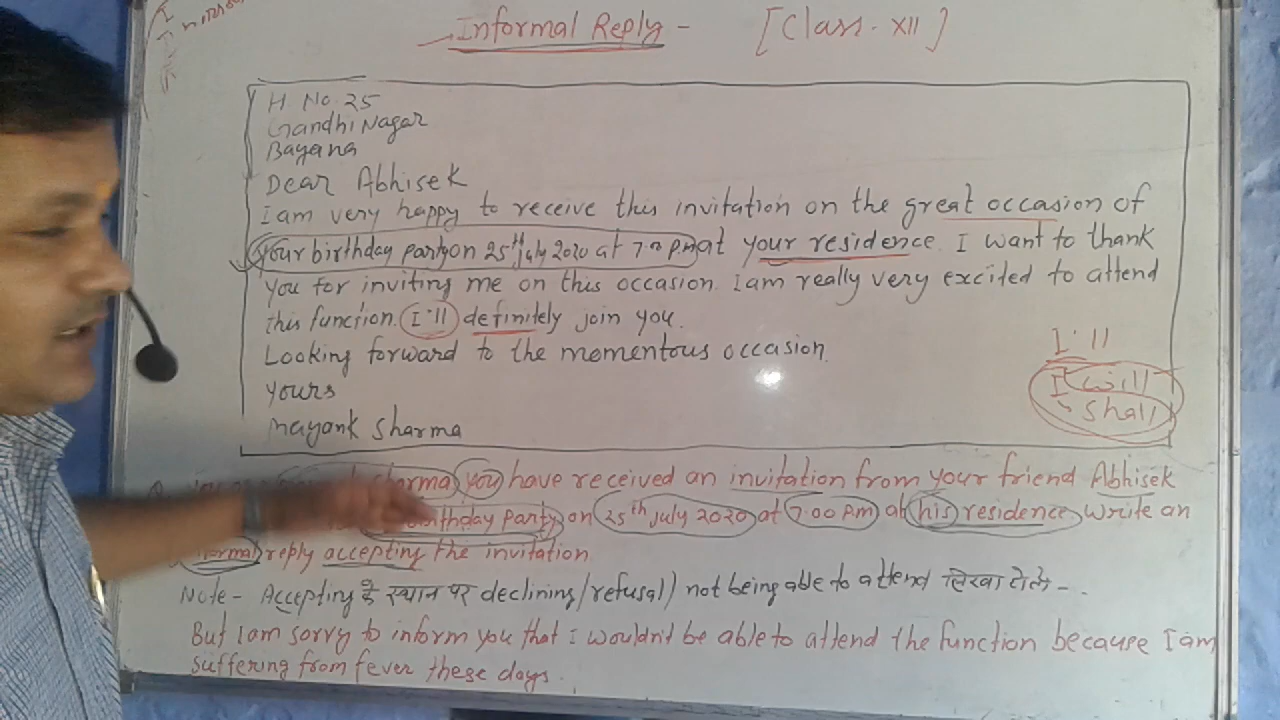 Informal Reply - [Class-XII]
H No. 25
Gandhi Nagar
Bayana
Dear Abhisek
I am very happy to receive this invitation on the great occasion of
your birthday party on 25th July 2020 at 7.00 P.M at your residence. I want to thank
you for inviting me on this occasion. I am really very excited to attend
this function. I'll definitely join you.
Looking forward to the momentous occasion.
Yours
Mayank Sharma
I'll
I will
Shall
Sharma you have received an invitation from your friend Abhisek
birthday party on 25th July 2020 at 7:00 PM at his residence write an
informal reply accepting the invitation
Note - Accepting के स्थान पर declining/refusal/not being able to attend लिखा होले -
But I am sorry to inform you that I wouldn't be able to attend the function because I am
suffering from fever these days.